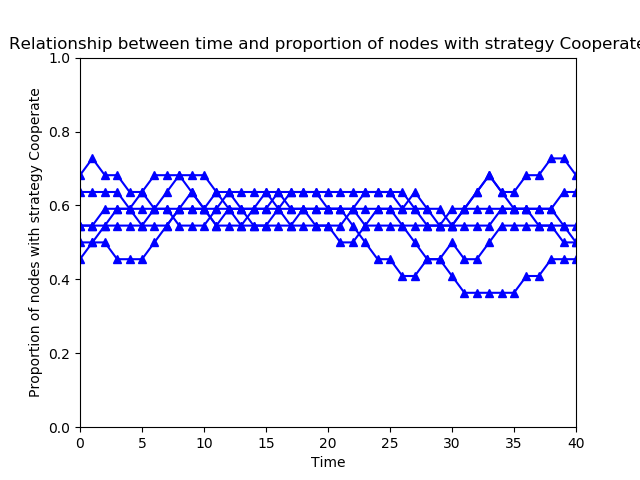 Relationship between time and proportion of nodes with strategy Cooperate
1.0
0.8
0.6
0.4
0.2
0.0
Proportion of nodes with strategy Cooperate
0 5 10 15 20 25 30 35 40
Time